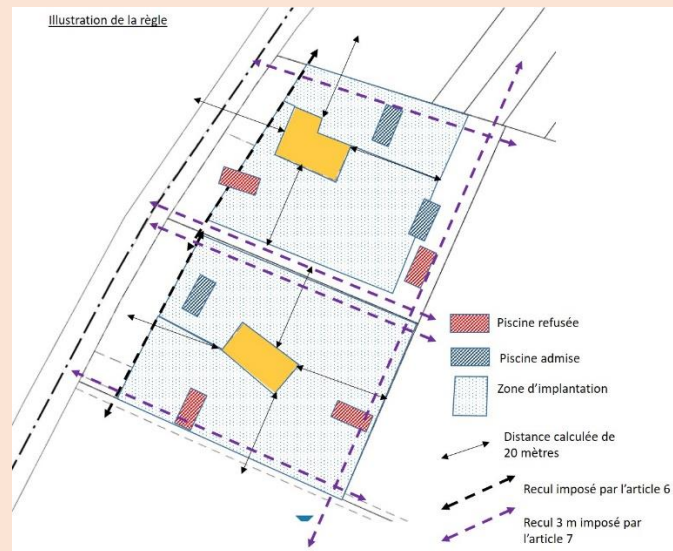 Illustration de la règle
Piscine refusée
Piscine admise
Zone d'implantation
Distance calculée de
20 mètres
Recul imposé par l'article 6
Recul 3 m imposé par
l'article 7